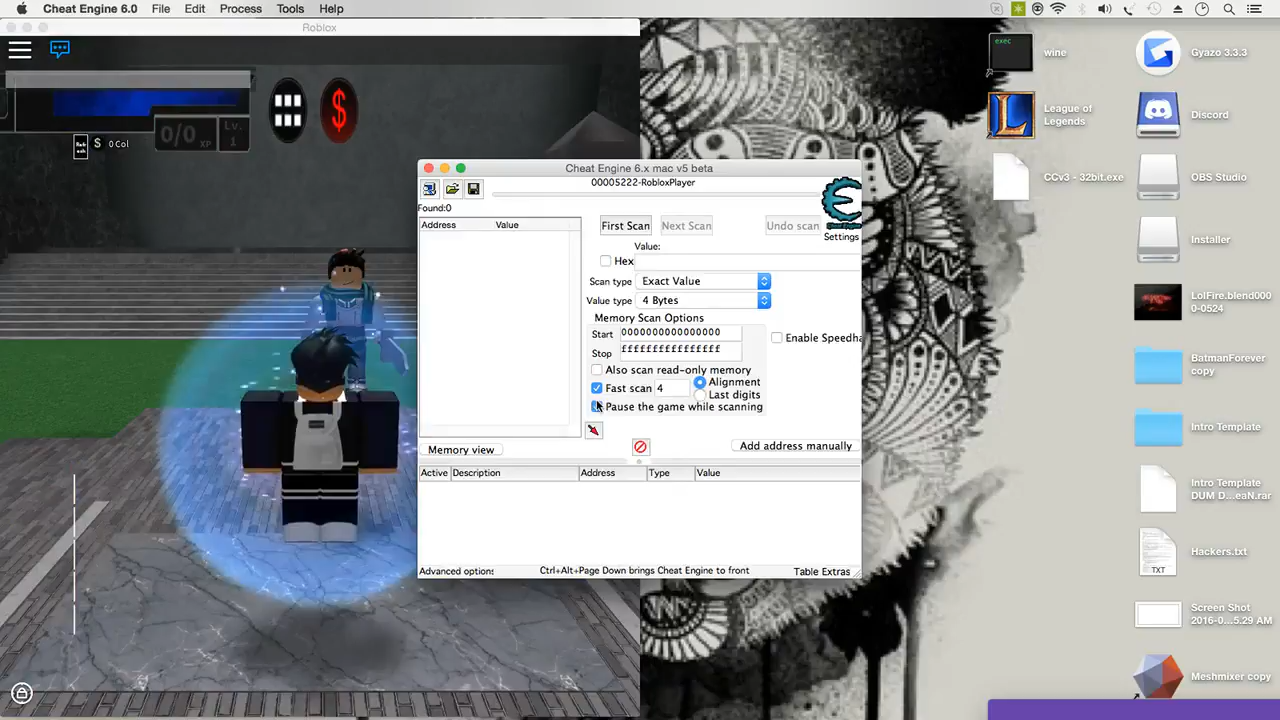 Cheat Engine 6.0 File Edit Process Tools Help
Roblox
0/0 XP
Lv. 1
$
$ 0 Col
Cheat Engine 6.x mac v5 beta
00005222-RobloxPlayer
Found:0
Address Value
First Scan Next Scan Undo scan
Settings
Value:
Hex
Scan type Exact Value
Value type 4 Bytes
Memory Scan Options
Start 0000000000000000
Stop ffffffffffffffff
Enable Speedha
Also scan read-only memory
Fast scan 4 Alignment
Last digits
Pause the game while scanning
Memory view
Add address manually
Active Description Address Type Value
Advanced options
Ctrl+Alt+Page Down brings Cheat Engine to front
Table Extras
exec
wine
Gyazo 3.3.3
League of
Legends
Discord
CCv3 - 32bit.exe
OBS Studio
Installer
LolFire.blend000
0-0524
BatmanForever
copy
Intro Template
Intro Template
DUM D...eaN.rar
TXT
Hackers.txt
Screen Shot
2016-0...5.29 AM
Meshmixer copy